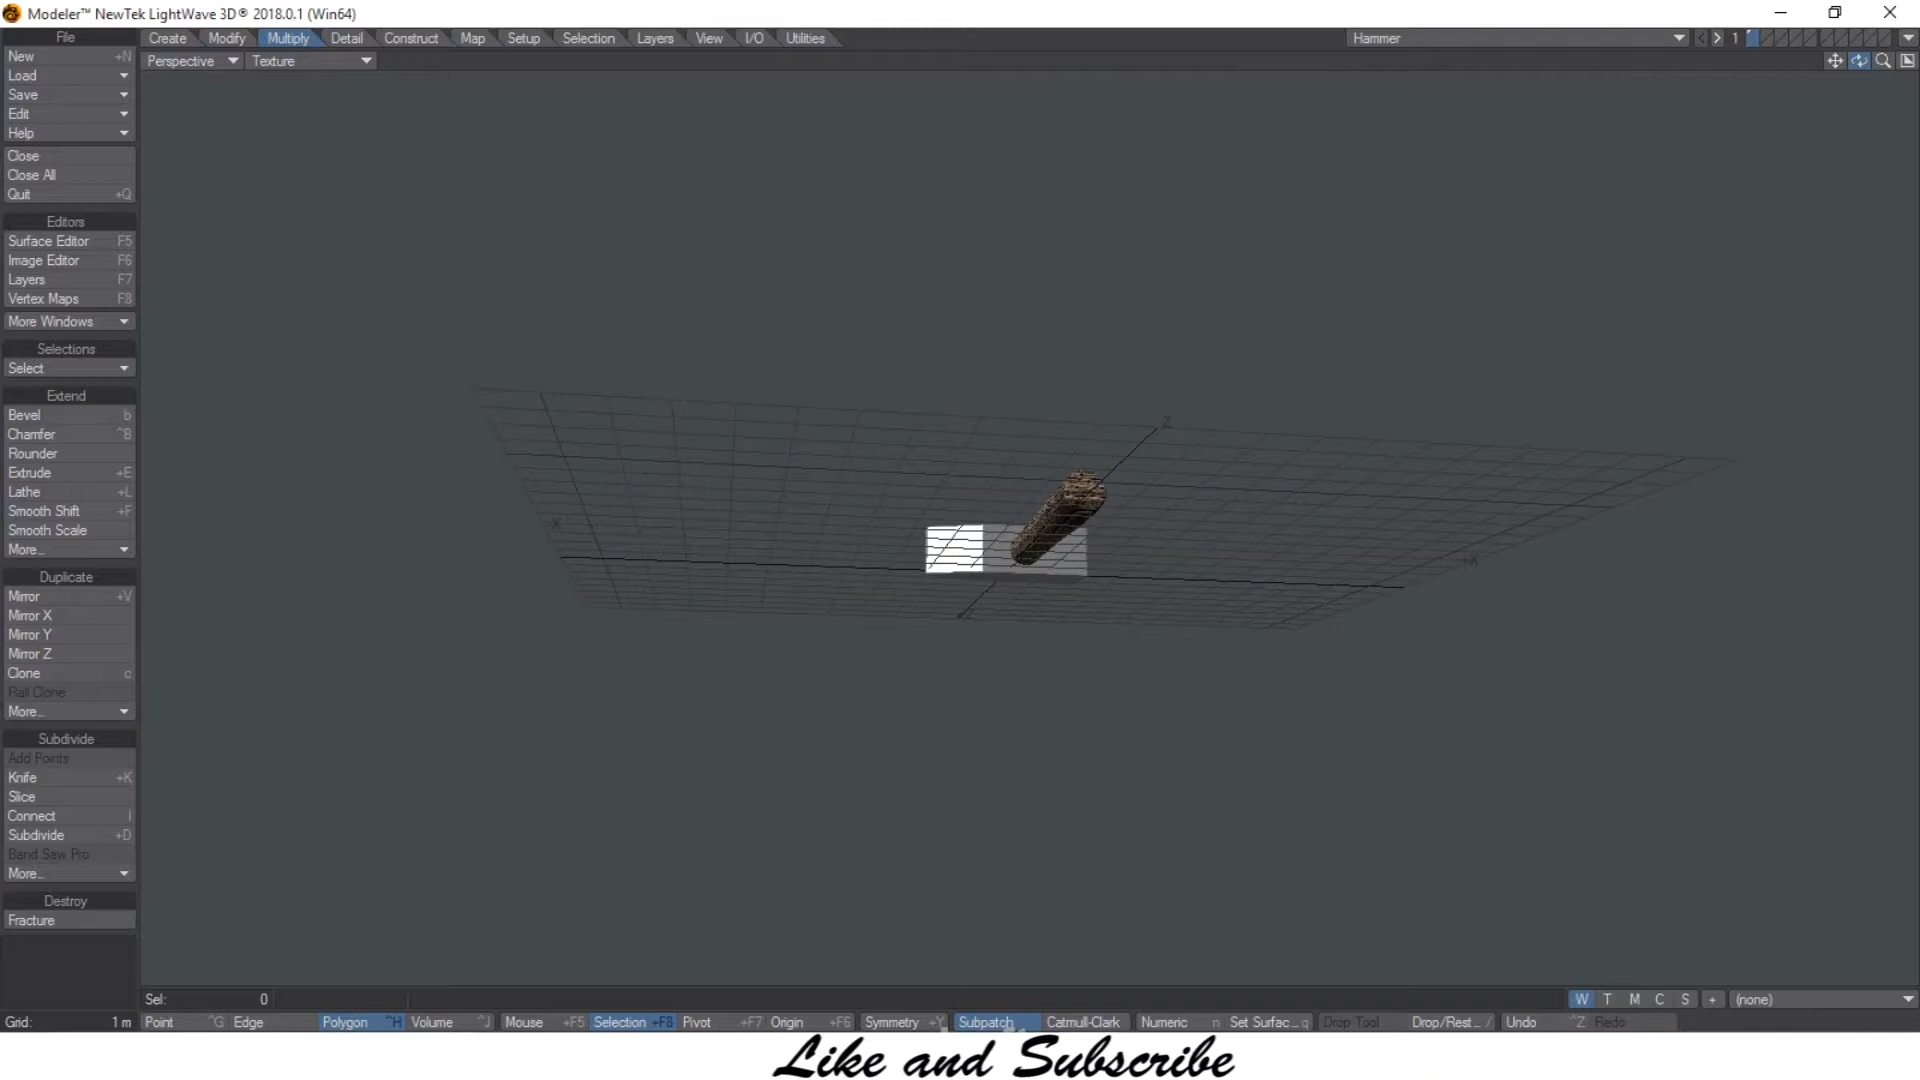 Modeler™ NewTek LightWave 3D® 2018.0.1 (Win64)
File Create Modify Multiply Detail Construct Map Setup Selection Layers View I/O Utilities Hammer < > 1
New +N Perspective Texture
Load
Save
Edit
Help
Close
Close All
Quit +Q
Editors
Surface Editor F5
Image Editor F6
Layers F7
Vertex Maps F8
More Windows
Selections
Select
Extend
Bevel b
Chamfer ^B
Rounder
Extrude +E
Lathe +L
Smooth Shift +F
Smooth Scale
More...
Duplicate
Mirror +V
Mirror X
Mirror Y
Mirror Z
Clone c
Rail Clone
More...
Subdivide
Add Points
Knife +K
Slice
Connect l
Subdivide +D
Band Saw Pro
More...
Destroy
Fracture
Z
X
+X
Sel: 0 W T M C S + (none)
Grid: 1 m Point ^G Edge Polygon ^H Volume ^J Mouse +F5 Selection +F8 Pivot +F7 Origin +F6 Symmetry +Y Subpatch Catmull-Clark Numeric n Set Surfac... q Drop Tool Drop/Rest... / Undo ^Z Redo
Like and Subscribe